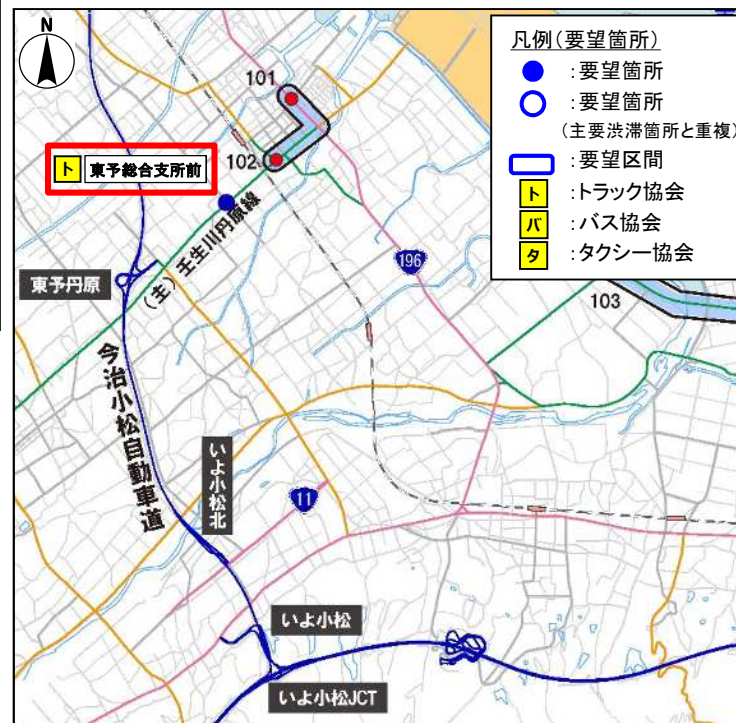 N
凡例(要望箇所)
:要望箇所
:要望箇所
(主要渋滞箇所と重複)
:要望区間
ト :トラック協会
バ :バス協会
タ :タクシー協会
101
102
ト 東予総合支所前
(主)壬生川丹原線
196
103
東予丹原
今治小松自動車道
いよ小松北
11
いよ小松
いよ小松JCT